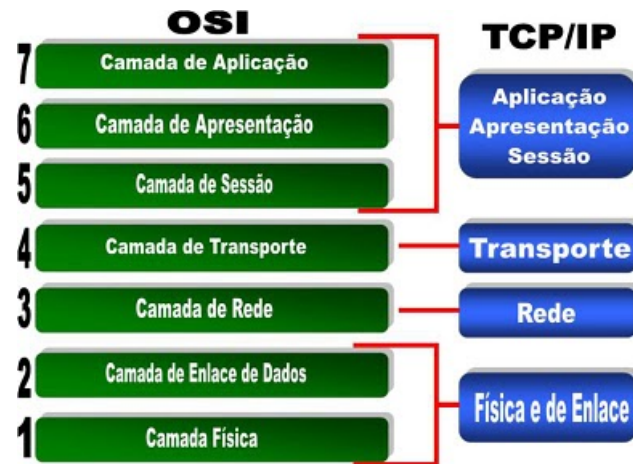 OSI
7
Camada de Aplicação
6
Camada de Apresentação
5
Camada de Sessão
4
Camada de Transporte
3
Camada de Rede
2
Camada de Enlace de Dados
1
Camada Física
TCP/IP
Aplicação
Apresentação
Sessão
Transporte
Rede
Física e de Enlace